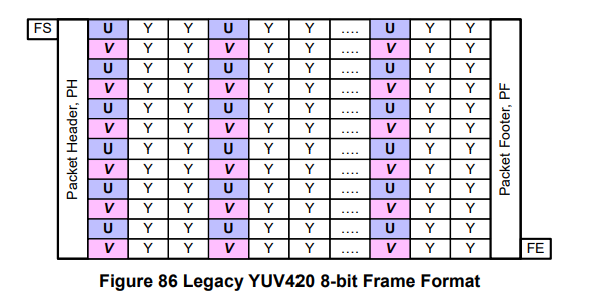 FS U Y Y U Y Y .... U Y Y
V Y Y V Y Y .... V Y Y
U Y Y U Y Y .... U Y Y
V Y Y V Y Y .... V Y Y
U Y Y U Y Y .... U Y Y
V Y Y V Y Y .... V Y Y
U Y Y U Y Y .... U Y Y
V Y Y V Y Y .... V Y Y
U Y Y U Y Y .... U Y Y
V Y Y V Y Y .... V Y Y
U Y Y U Y Y .... U Y Y
V Y Y V Y Y .... V Y Y FE
Packet Header, PH
Packet Footer, PF
Figure 86 Legacy YUV420 8-bit Frame Format